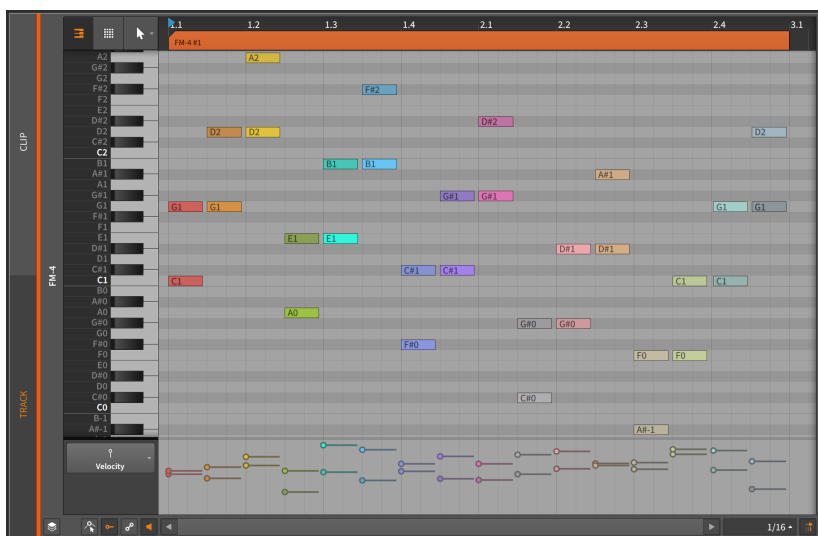 1.1 1.2 1.3 1.4 2.1 2.2 2.3 2.4 3.1
FM-4 #1
CLIP
TRACK
FM-4
A2 A2
G#2
G2
F#2 F#2
F2
E2
D#2 D#2
D2 D2 D2 D2
C#2
C2
B1 B1 B1
A#1 A#1
A1
G#1 G#1 G#1
G1 G1 G1 G1 G1
F#1
F1
E1 E1 E1
D#1 D#1 D#1
D1
C#1 C#1 C#1
C1 C1 C1 C1
B0
A#0
A0 A0
G#0 G#0 G#0
G0
F#0 F#0
F0 F0 F0
E0
D#0
D0
C#0 C#0
C0
B-1
A#-1 A#-1
Velocity
1/16